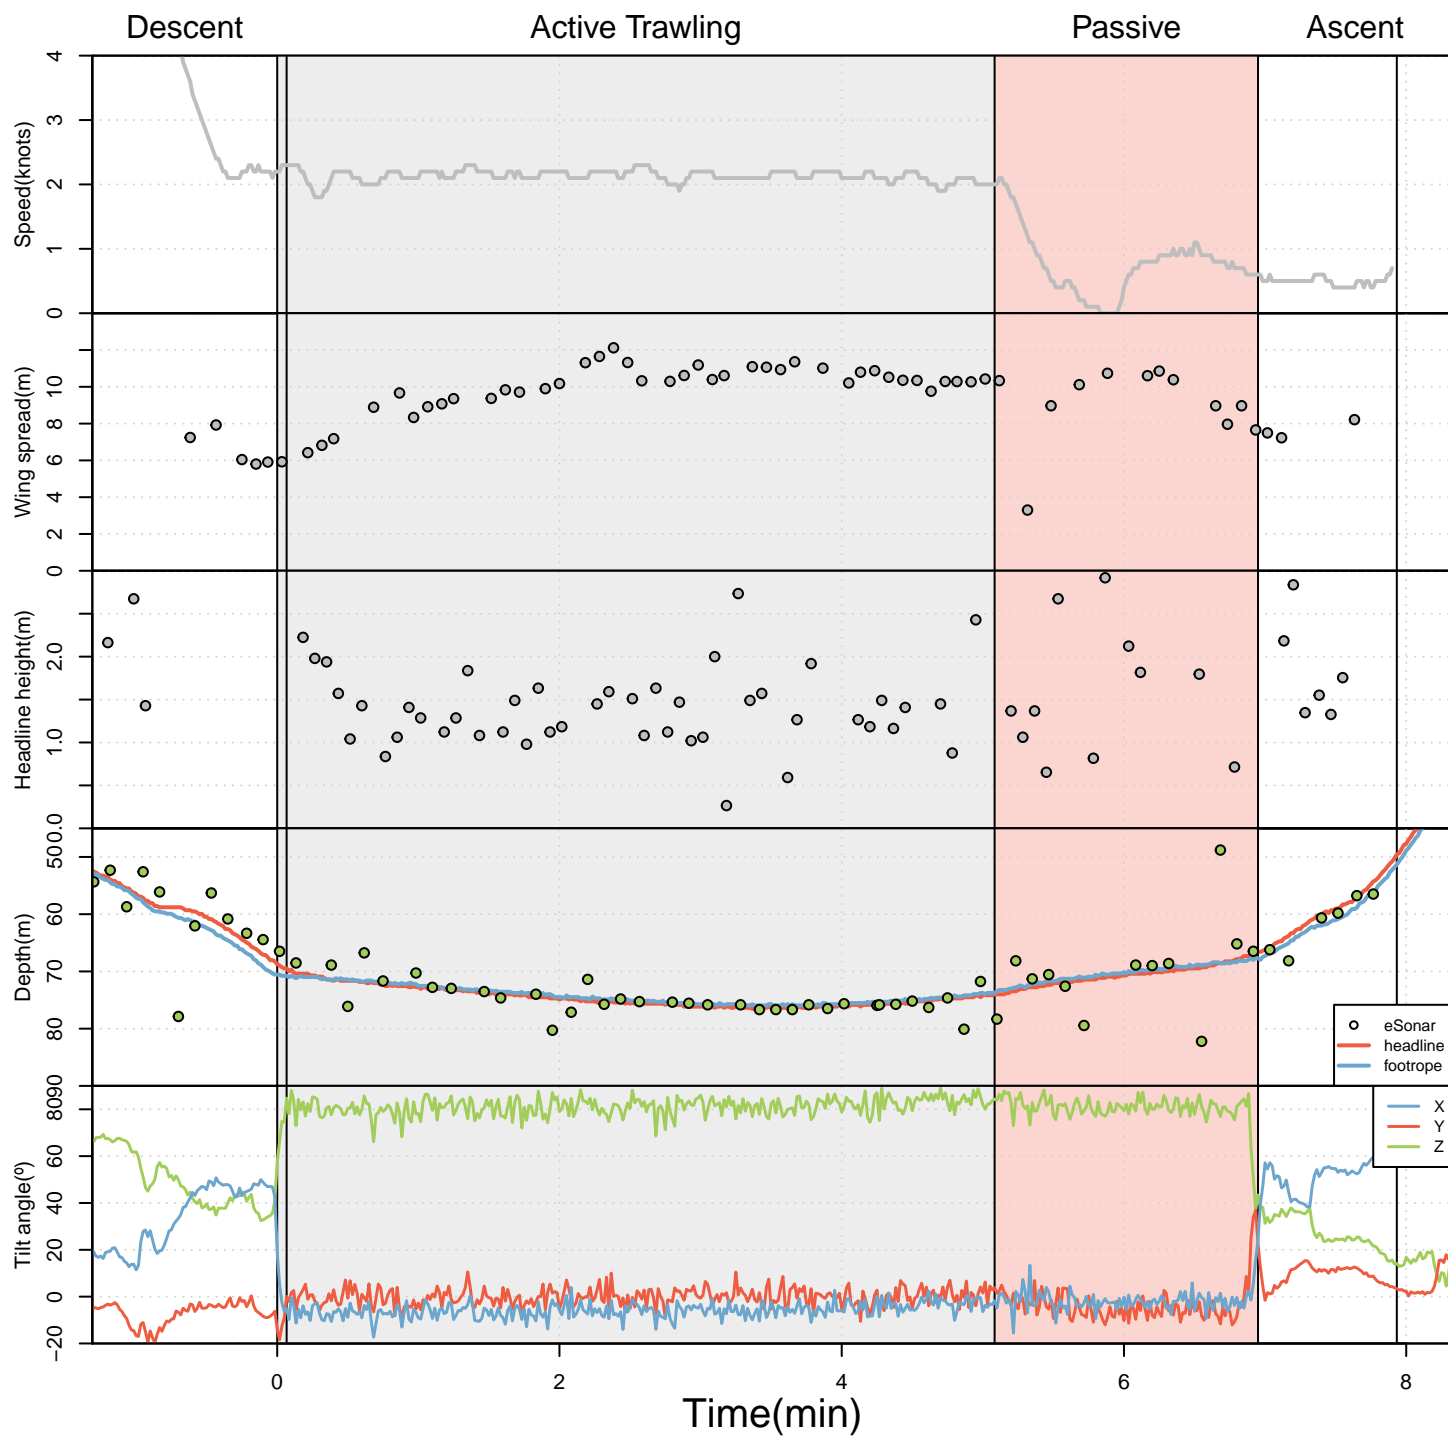 Descent Active Trawling Passive Ascent
Speed(knots)
4
3
2
1
0
Wing spread(m)
10
8
6
4
2
0
Headline height(m)
2.0
1.0
0.0
Depth(m)
50
60
70
80
90
eSonar
headline
footrope
Tilt angle(º)
80
60
40
20
0
−20
X
Y
Z
0 2 4 6 8
Time(min)